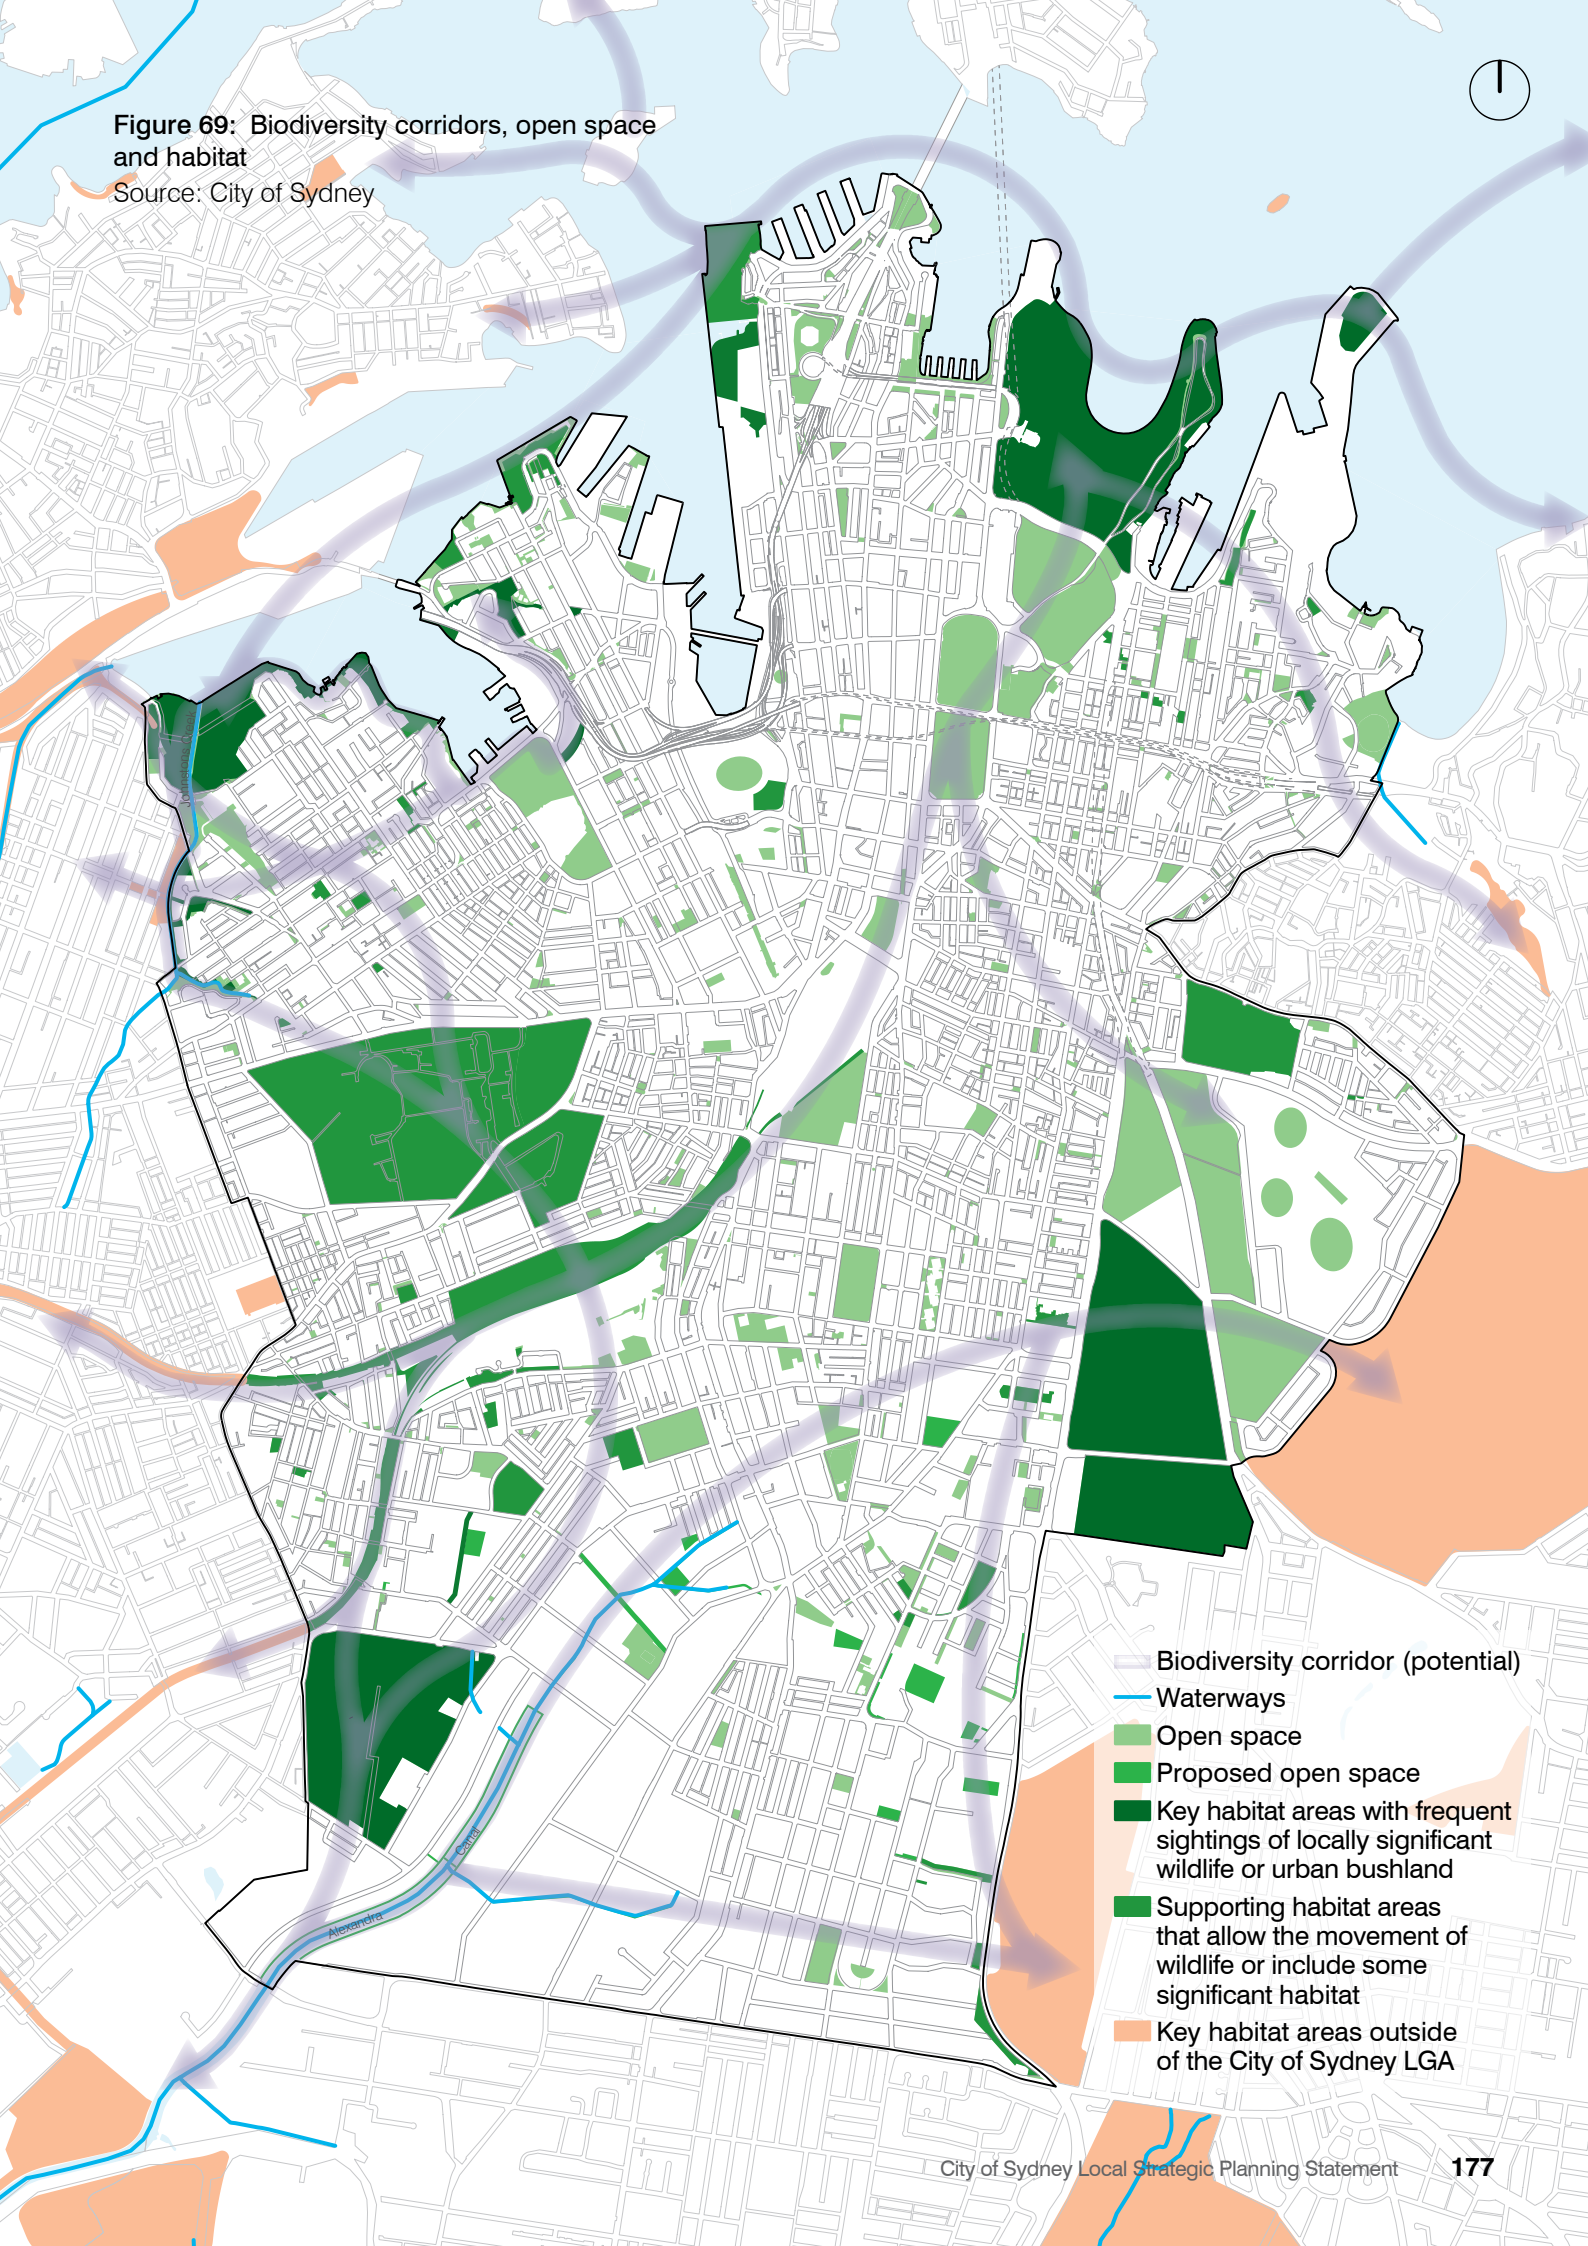 Figure 69: Biodiversity corridors, open space
and habitat
Source: City of Sydney
Johnstons Creek
Canal
Alexandra
Biodiversity corridor (potential)
Waterways
Open space
Proposed open space
Key habitat areas with frequent
sightings of locally significant
wildlife or urban bushland
Supporting habitat areas
that allow the movement of
wildlife or include some
significant habitat
Key habitat areas outside
of the City of Sydney LGA
City of Sydney Local Strategic Planning Statement 177